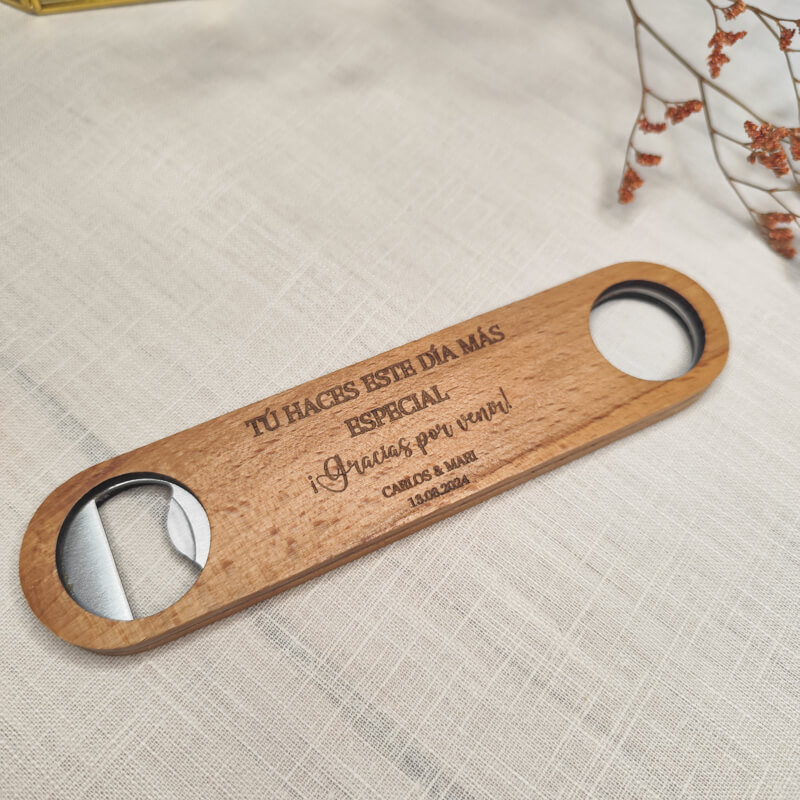 TÚ HACES ESTE DÍA MÁS
ESPECIAL
¡Gracias por venir!
CARLOS & MARI
13.08.2024